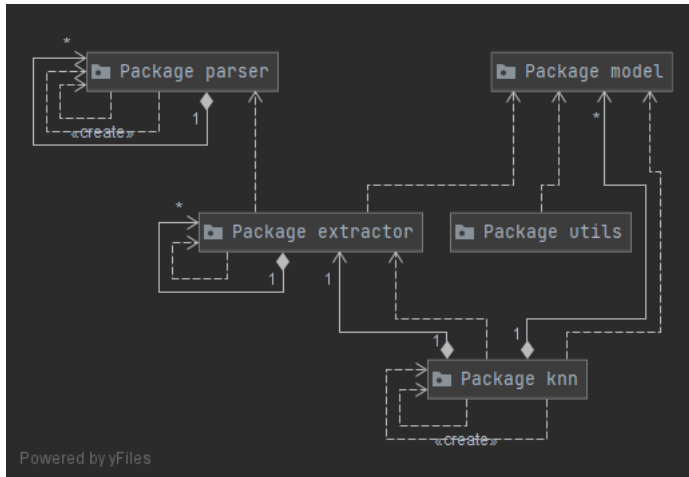 *
Package parser
Package model
1
«create»
*
*
Package extractor
Package utils
1
1
1
1
Package knn
«create»
Powered by yFiles